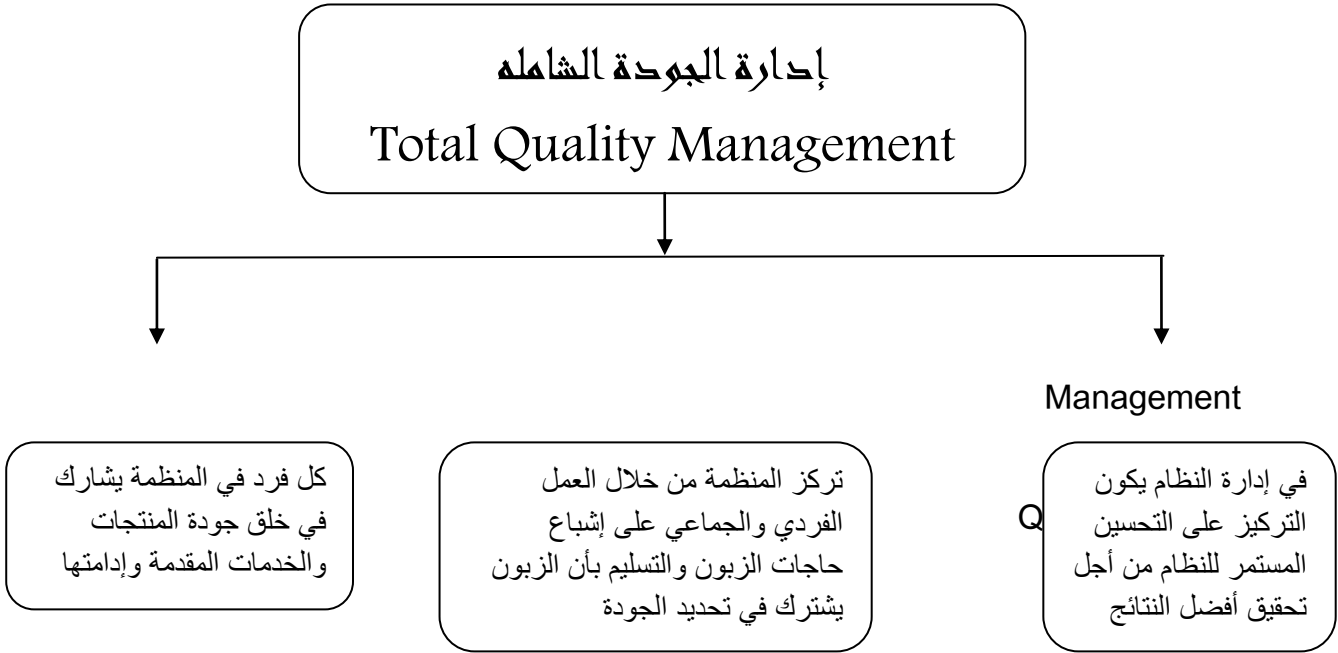 إدارة الجودة الشامله
Total Quality Management
Management
Q
في إدارة النظام يكون
التركيز على التحسين
المستمر للنظام من أجل
تحقيق أفضل النتائج
تركز المنظمة من خلال العمل
الفردي والجماعي على إشباع
حاجات الزبون والتسليم بأن الزبون
يشترك في تحديد الجودة
كل فرد في المنظمة يشارك
في خلق جودة المنتجات
والخدمات المقدمة وإدامتها